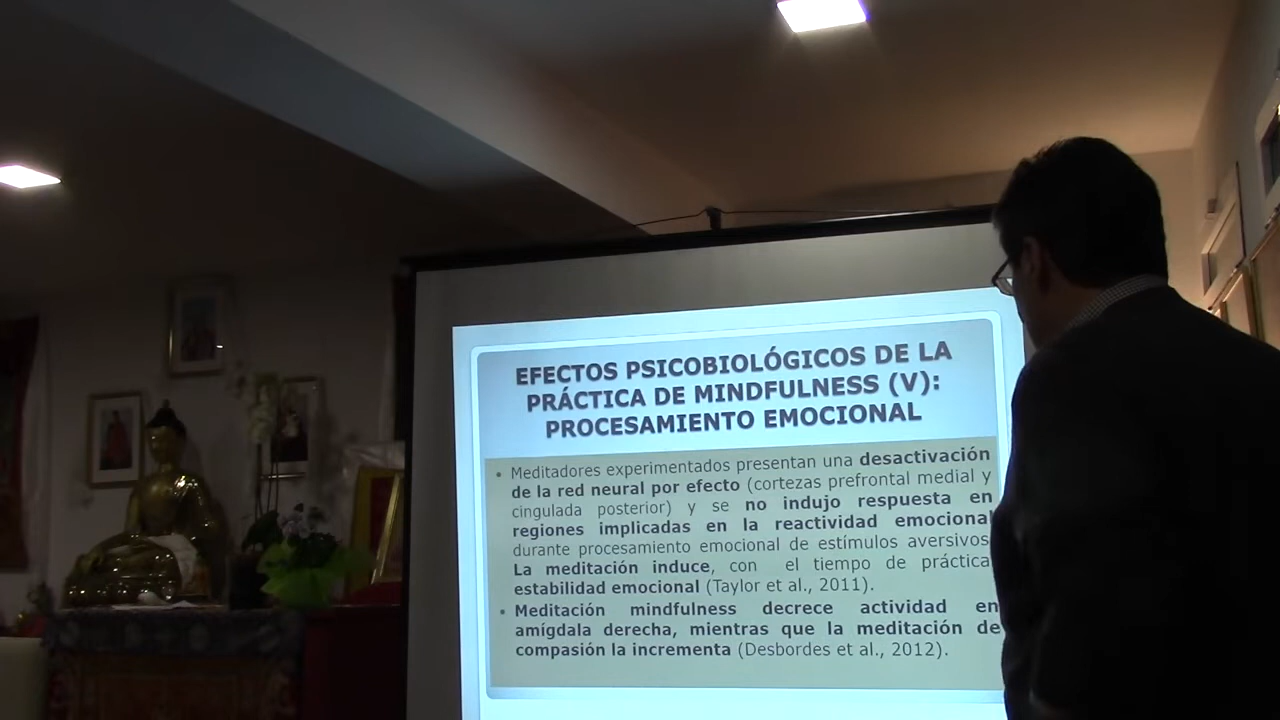 EFECTOS PSICOBIOLÓGICOS DE LA
PRÁCTICA DE MINDFULNESS (V):
PROCESAMIENTO EMOCIONAL
• Meditadores experimentados presentan una desactivación
de la red neural por efecto (cortezas prefrontal medial y
cingulada posterior) y se no indujo respuesta en
regiones implicadas en la reactividad emocional
durante procesamiento emocional de estímulos aversivos
La meditación induce, con el tiempo de práctica
estabilidad emocional (Taylor et al., 2011).
• Meditación mindfulness decrece actividad en
amígdala derecha, mientras que la meditación de
compasión la incrementa (Desbordes et al., 2012).